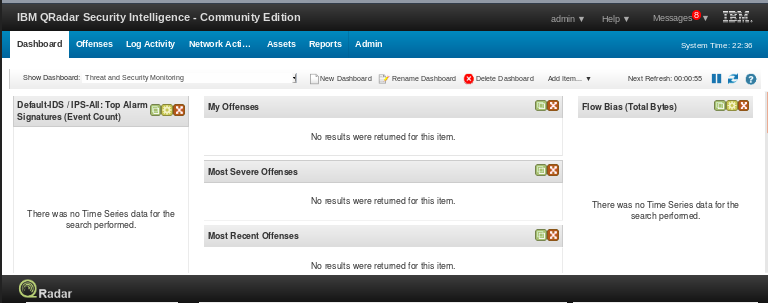 IBM QRadar Security Intelligence - Community Edition
admin ▼ Help ▼ Messages 8 ▼ IBM
Dashboard Offenses Log Activity Network Acti... Assets Reports Admin System Time: 22:36
Show Dashboard: Threat and Security Monitoring New Dashboard Rename Dashboard Delete Dashboard Add Item... ▼ Next Refresh: 00:00:55
Default-IDS / IPS-All: Top Alarm
Signatures (Event Count)
There was no Time Series data for the
search performed.
My Offenses
No results were returned for this item.
Most Severe Offenses
No results were returned for this item.
Most Recent Offenses
No results were returned for this item.
Flow Bias (Total Bytes)
There was no Time Series data for the
search performed.
QRadar